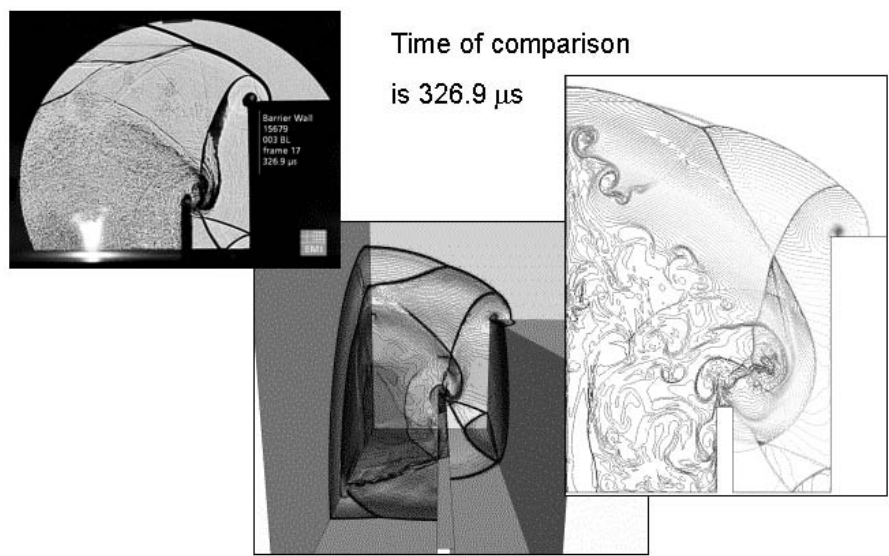 Time of comparison
is 326.9 μs
Barrier Wall
15679
003 BL
frame 17
326.9 μs
EMI